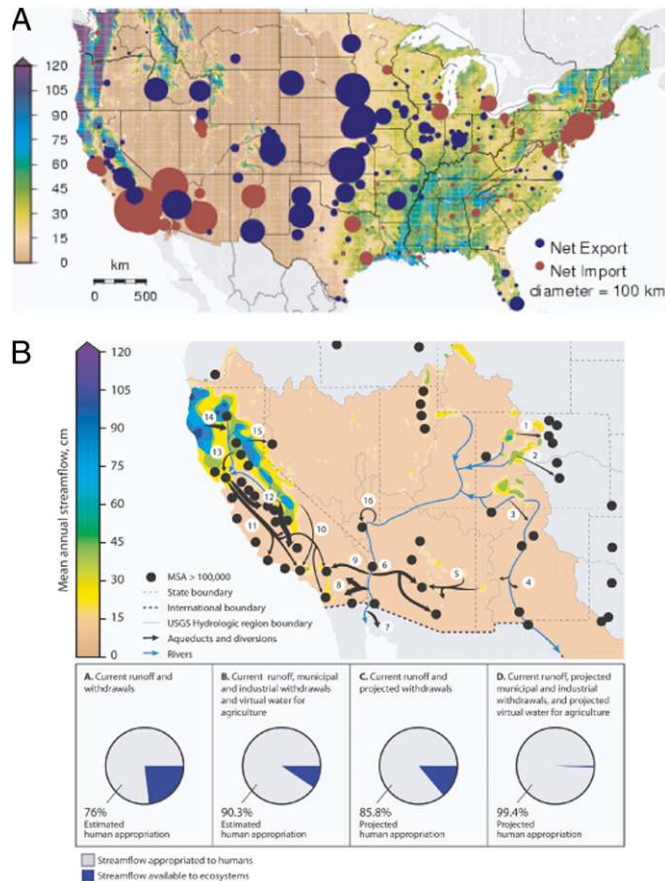 A
120
105
90
75
60
45
30
15
0
km
0 500
Net Export
Net Import
diameter = 100 km
B
Mean annual streamflow, cm
120
105
90
75
60
45
30
15
0
1
2
3
4
5
6
7
8
9
10
11
12
13
14
15
16
MSA > 100,000
State boundary
International boundary
USGS Hydrologic region boundary
Aqueducts and diversions
Rivers
A. Current runoff and
withdrawals
76%
Estimated
human appropriation
B. Current runoff, municipal
and industrial withdrawals
and virtual water for
agriculture
90.3%
Estimated
human appropriation
C. Current runoff and
projected withdrawals
85.8%
Projected
human appropriation
D. Current runoff, projected
municipal and industrial
withdrawals, and projected
virtual water for agriculture
99.4%
Projected
human appropriation
Streamflow appropriated to humans
Streamflow available to ecosystems